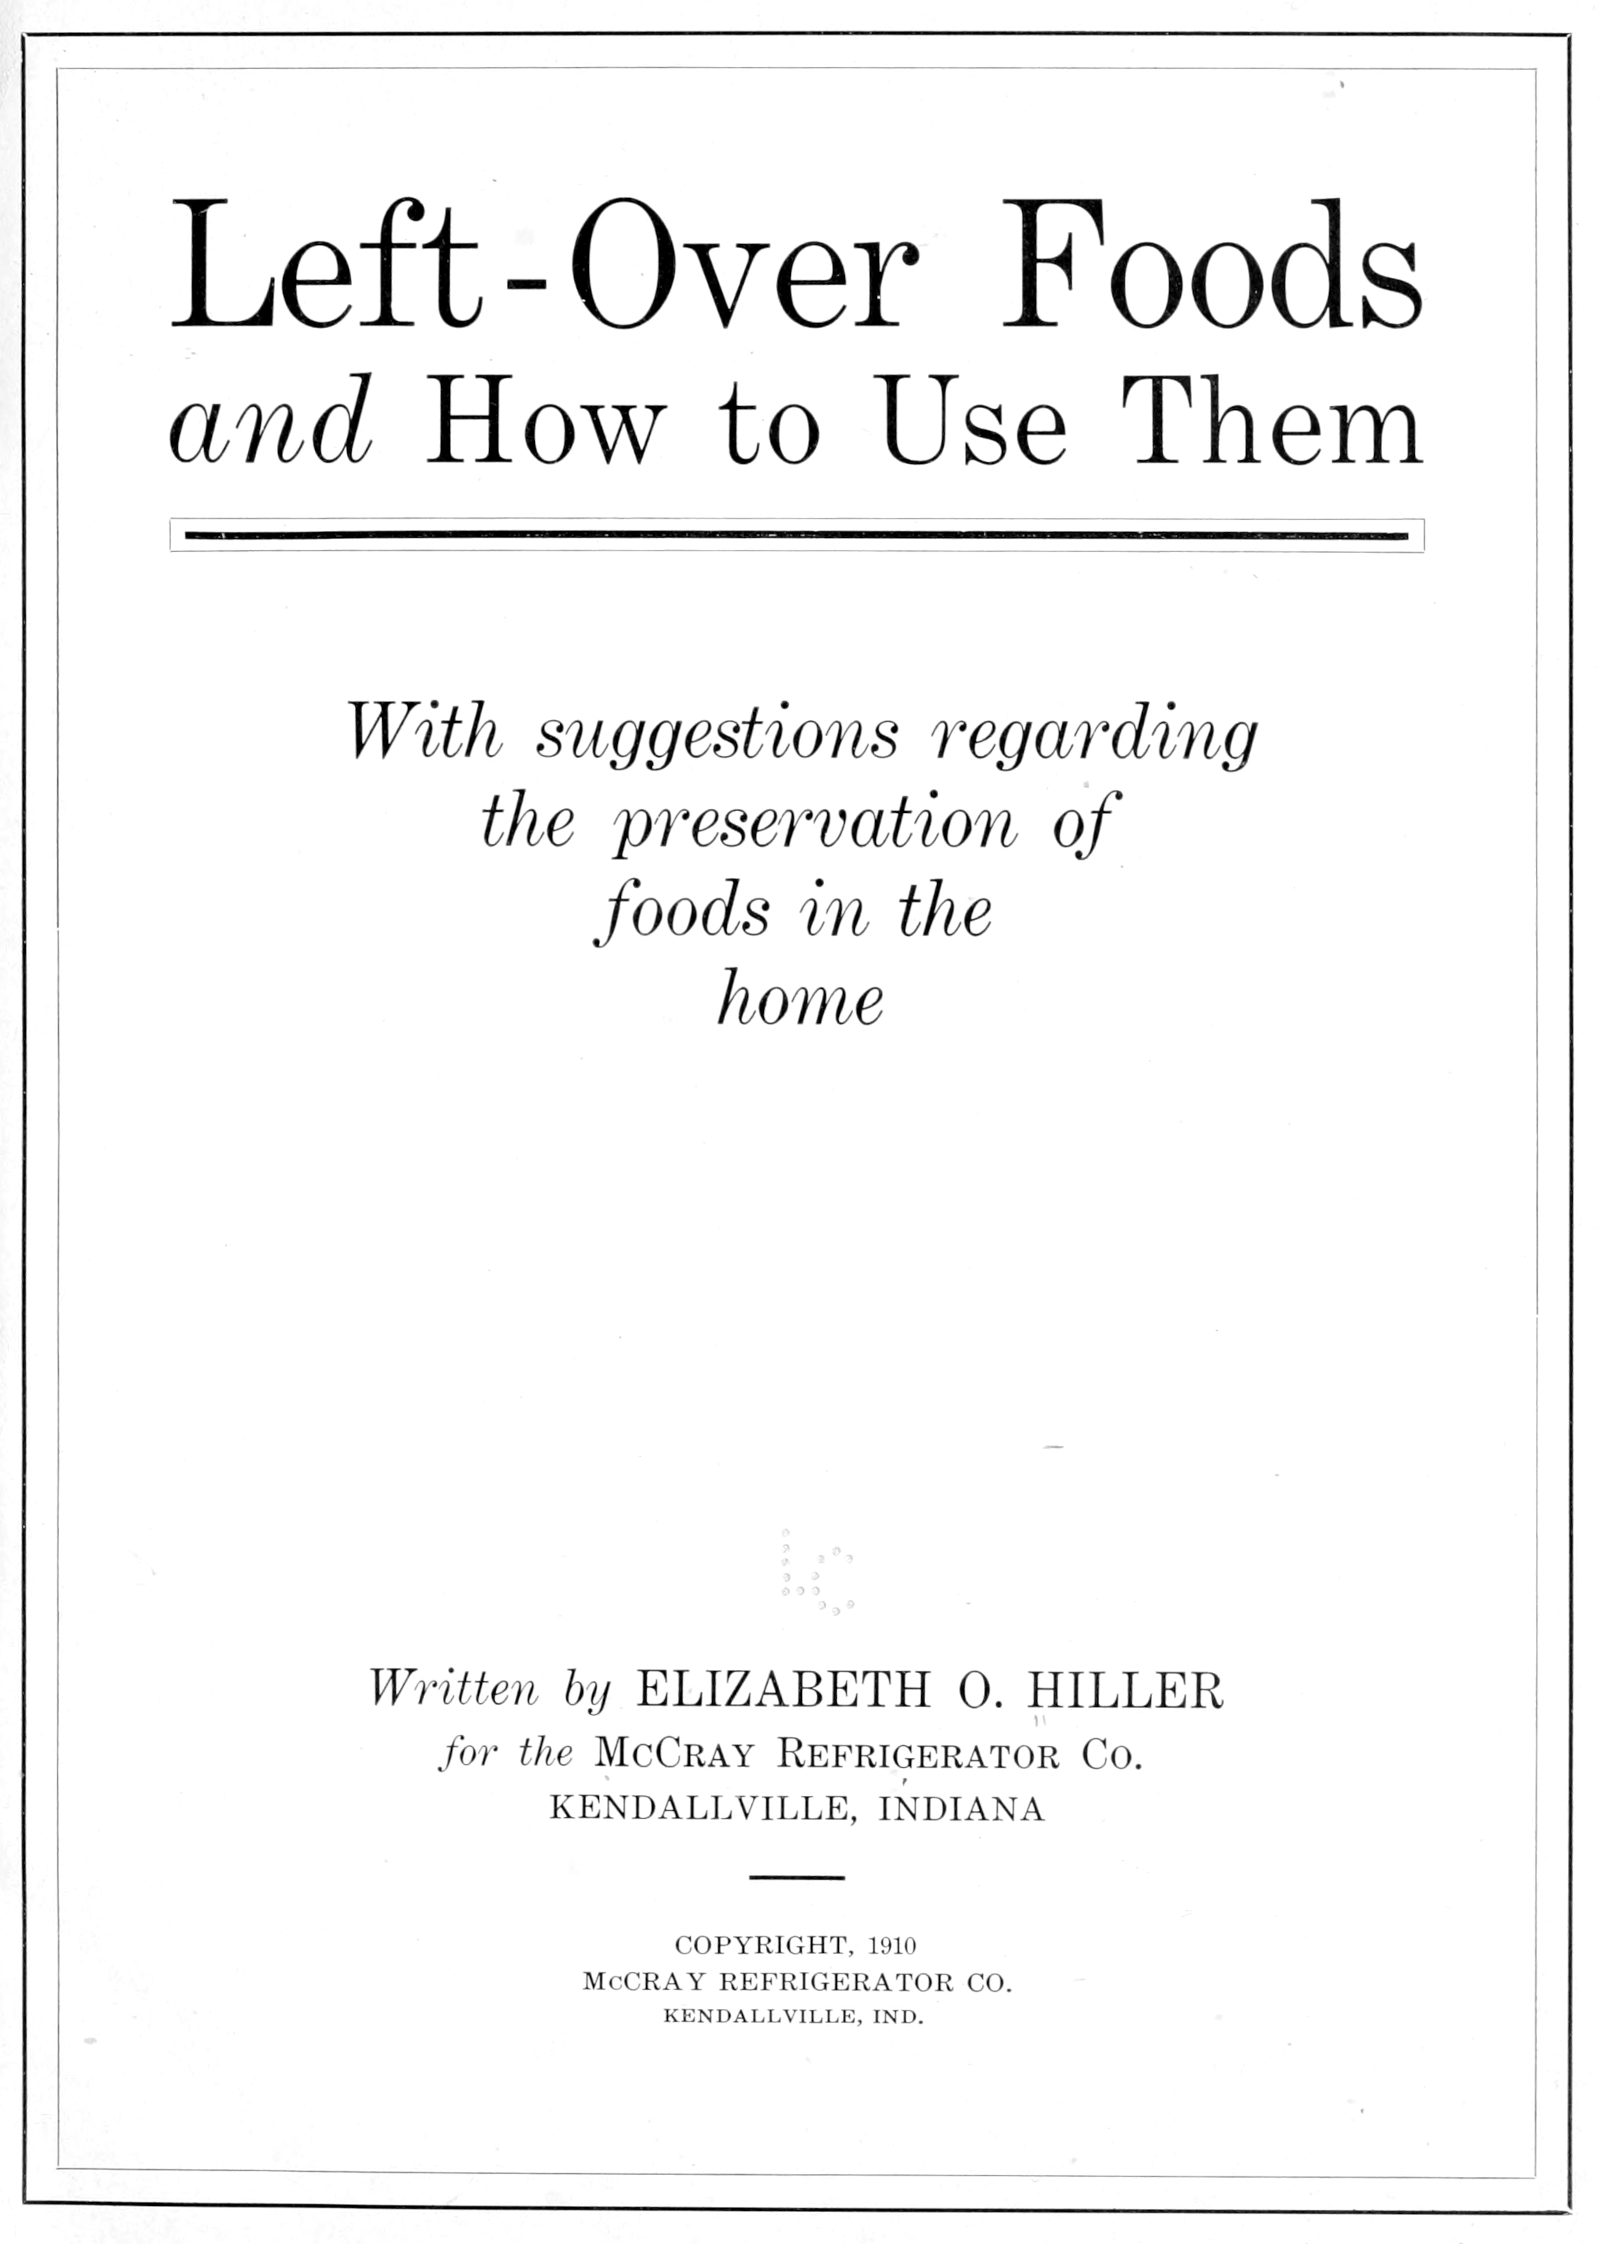 Left-Over Foods
and How to Use Them
With suggestions regarding
the preservation of
foods in the
home
LC
Written by ELIZABETH O. HILLER
for the McCray Refrigerator Co.
KENDALLVILLE, INDIANA
COPYRIGHT, 1910
McCRAY REFRIGERATOR CO.
KENDALLVILLE, IND.